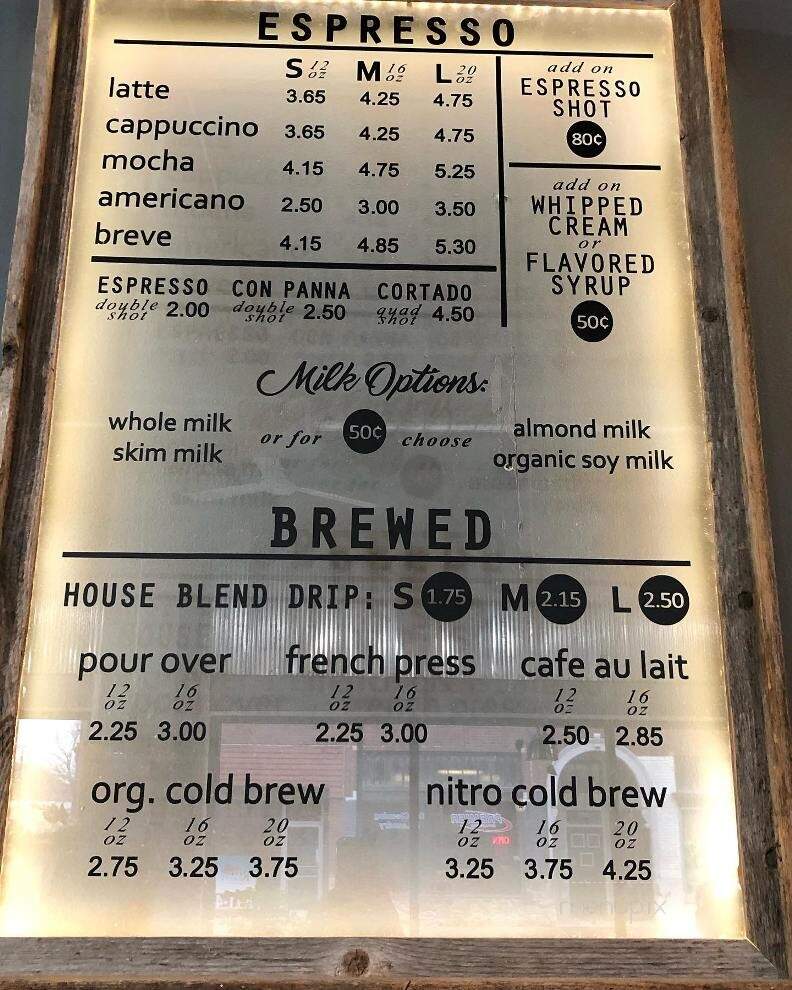 ESPRESSO
S 12 oz M 16 oz L 20 oz
latte 3.65 4.25 4.75
cappuccino 3.65 4.25 4.75
mocha 4.15 4.75 5.25
americano 2.50 3.00 3.50
breve 4.15 4.85 5.30
add on
ESPRESSO
SHOT
80¢
add on
WHIPPED
CREAM
or
FLAVORED
SYRUP
50¢
ESPRESSO CON PANNA CORTADO
double shot 2.00 double shot 2.50 quad shot 4.50
Milk Options:
whole milk
skim milk
or for 50¢ choose
almond milk
organic soy milk
BREWED
HOUSE BLEND DRIP: S 1.75 M 2.15 L 2.50
pour over french press cafe au lait
12 oz 16 oz 12 oz 16 oz 12 oz 16 oz
2.25 3.00 2.25 3.00 2.50 2.85
org. cold brew nitro cold brew
12 oz 16 oz 20 oz 12 oz 16 oz 20 oz
2.75 3.25 3.75 3.25 3.75 4.25